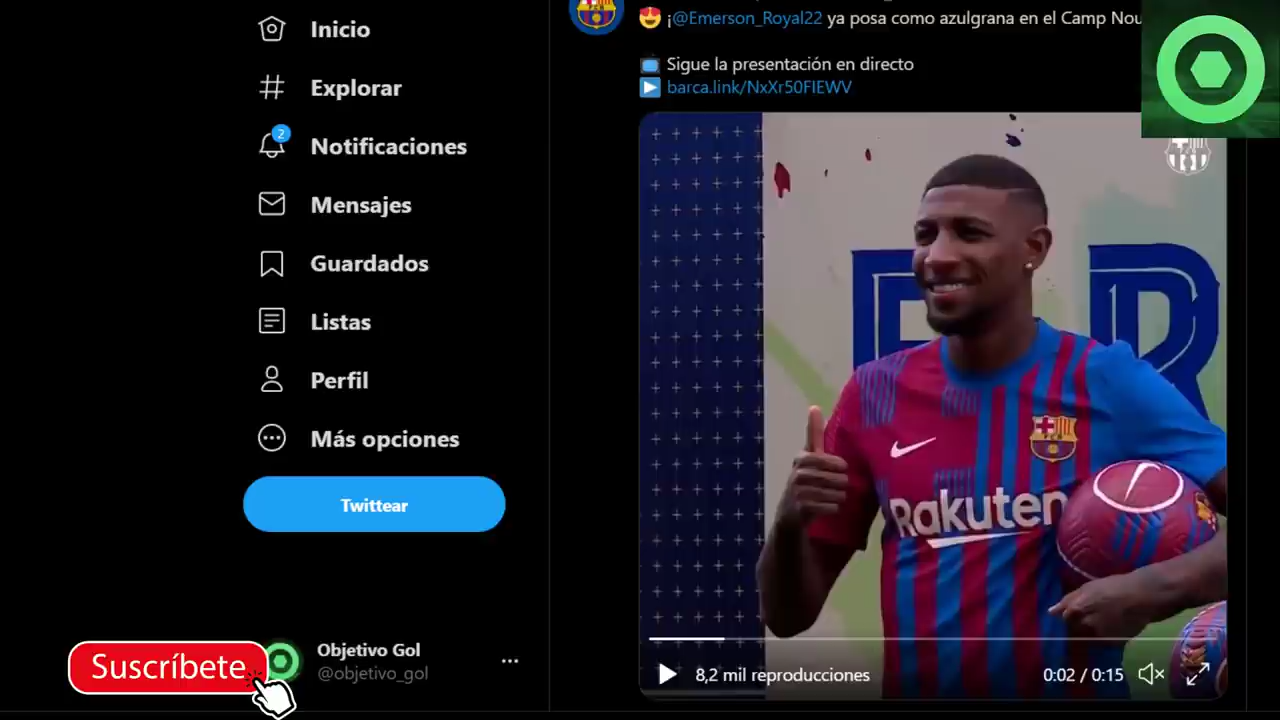 Inicio
Explorar
2
Notificaciones
Mensajes
Guardados
Listas
Perfil
Más opciones
Twittear
Objetivo Gol
@objetivo_gol
Suscríbete
😍 ¡@Emerson_Royal22 ya posa como azulgrana en el Camp Nou
📺 Sigue la presentación en directo
▶️ barca.link/NxXr50FIEWV
FCB
Rakuten
8,2 mil reproducciones
0:02 / 0:15